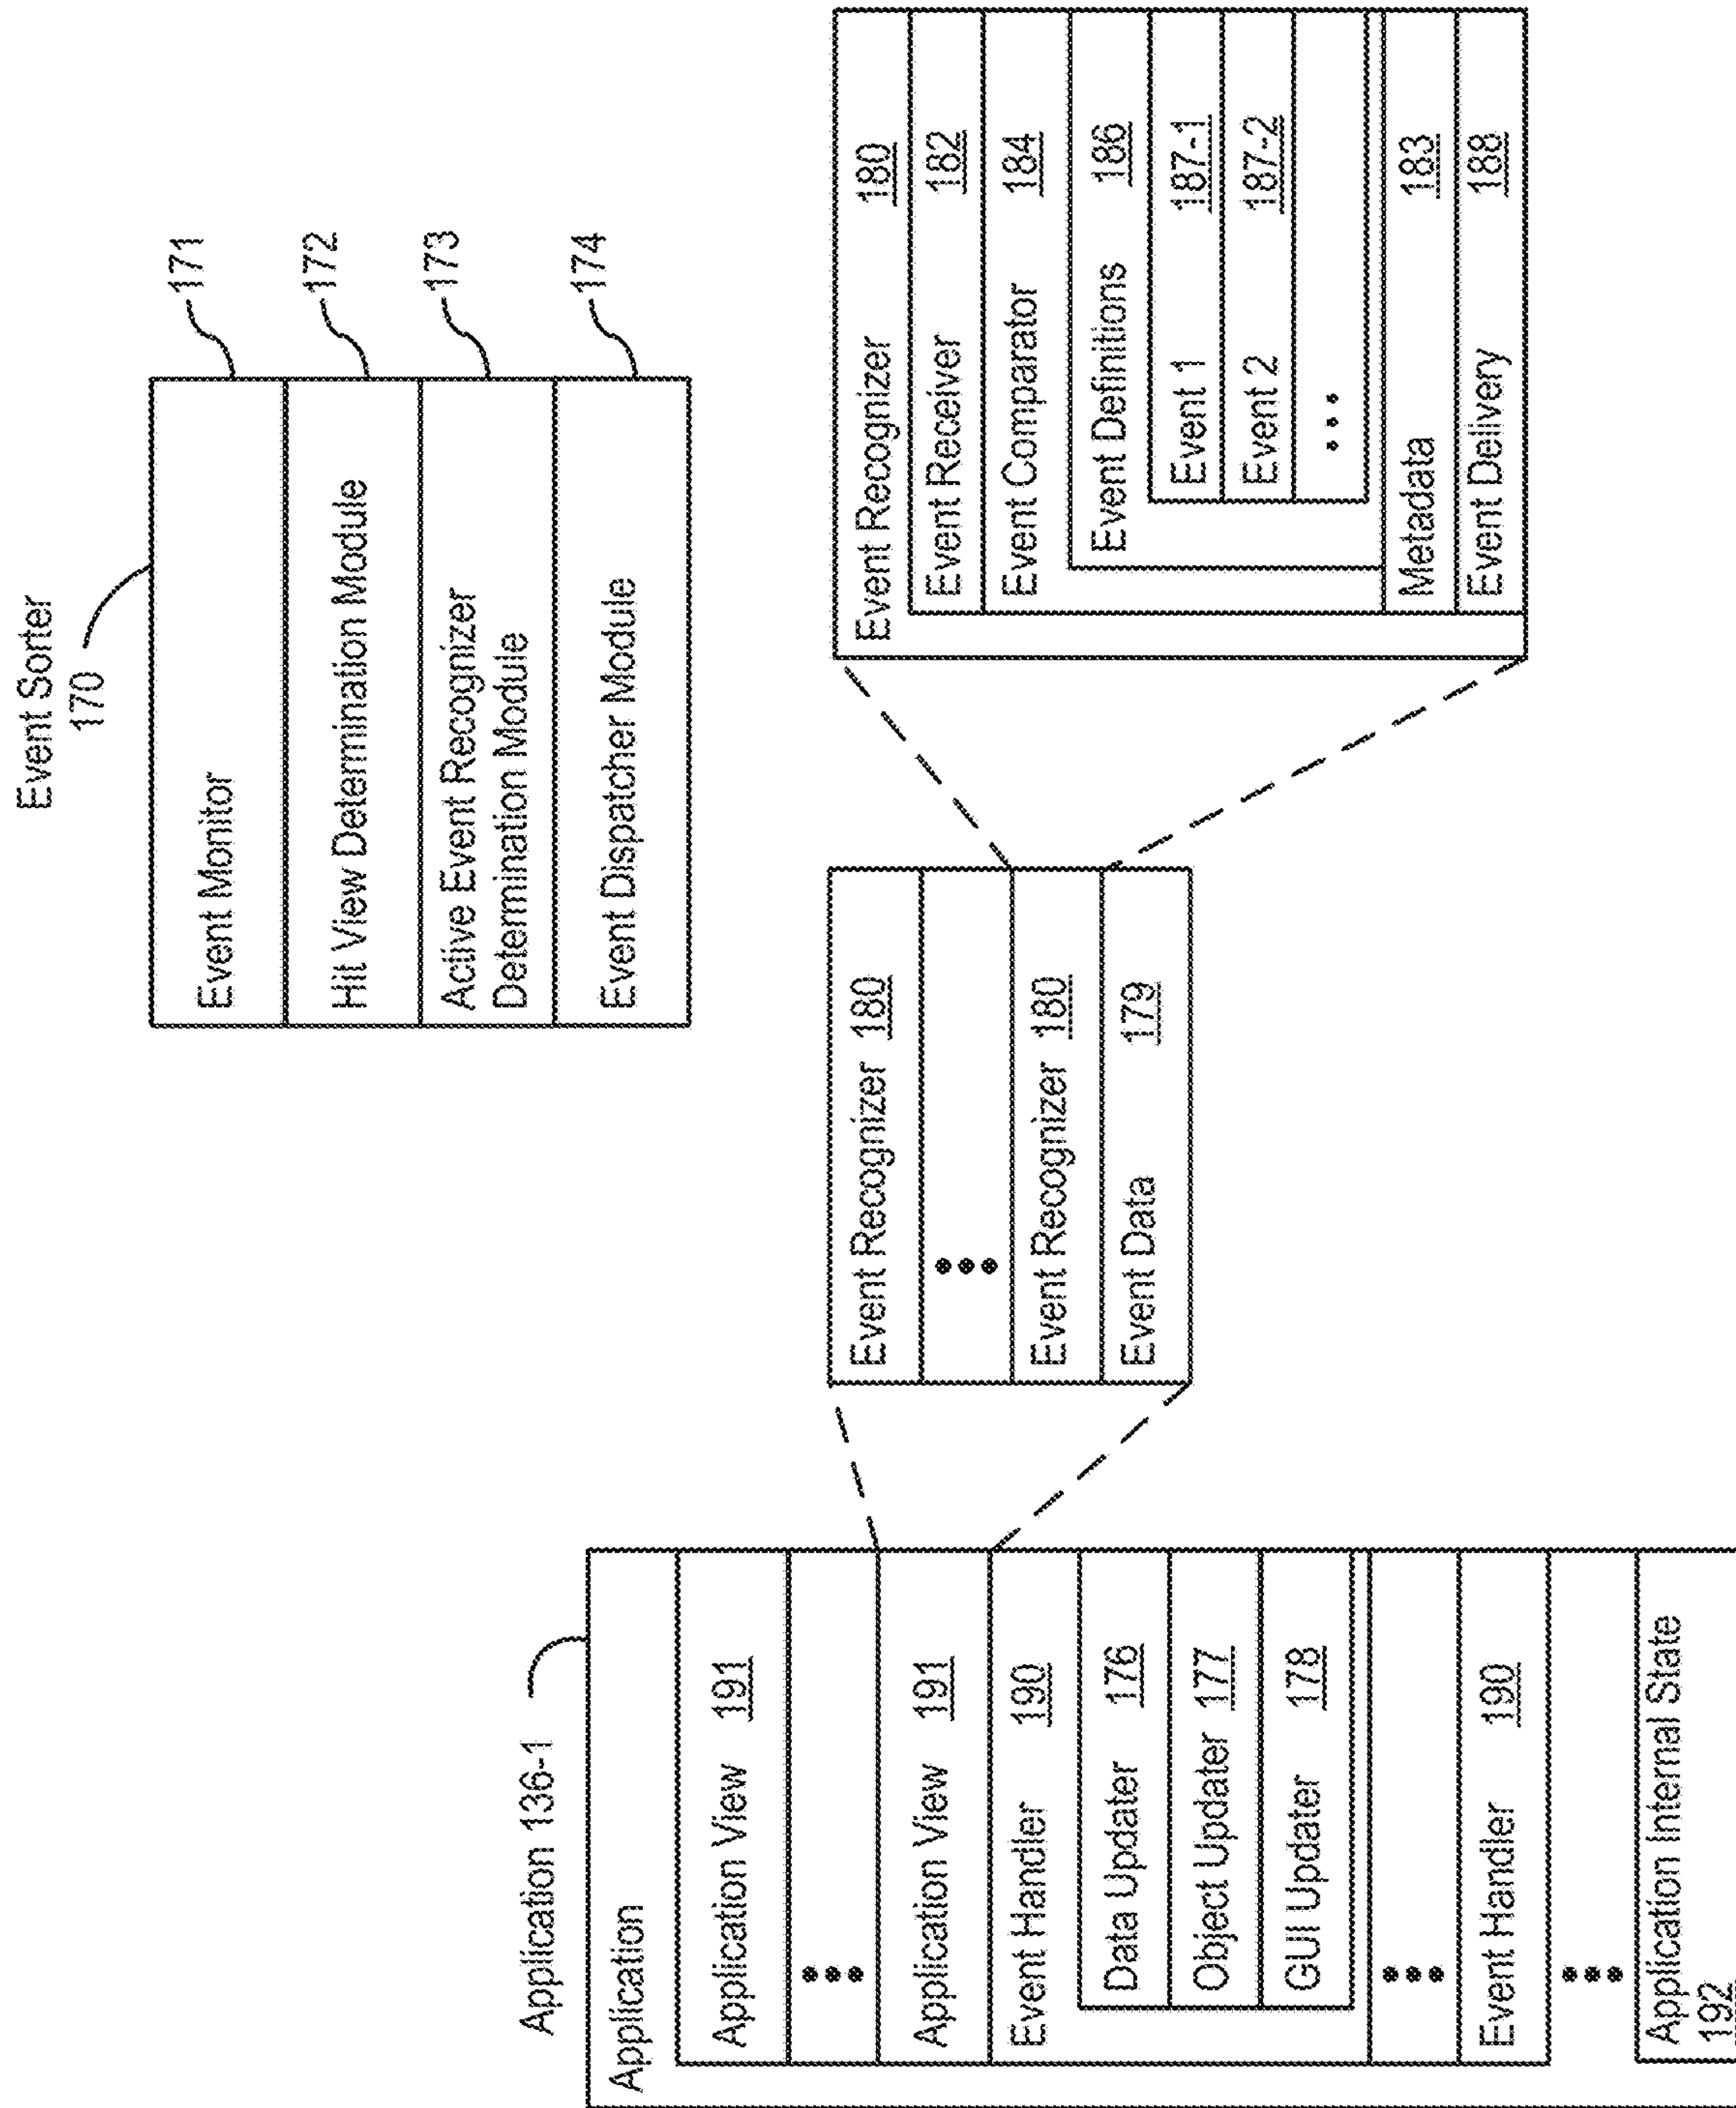 Event Sorter
170
Event Monitor
171
Hit View Determination Module
172
Active Event Recognizer
Determination Module
173
Event Dispatcher Module
174
Application 136-1
Application
Application View 191
Application View 191
Event Handler 190
Data Updater 176
Object Updater 177
GUI Updater 178
Event Handler 190
Application Internal State
192
Event Recognizer 180
Event Recognizer 180
Event Data 179
Event Recognizer 180
Event Receiver 182
Event Comparator 184
Event Definitions 186
Event 1 187-1
Event 2 187-2
Metadata 183
Event Delivery 188